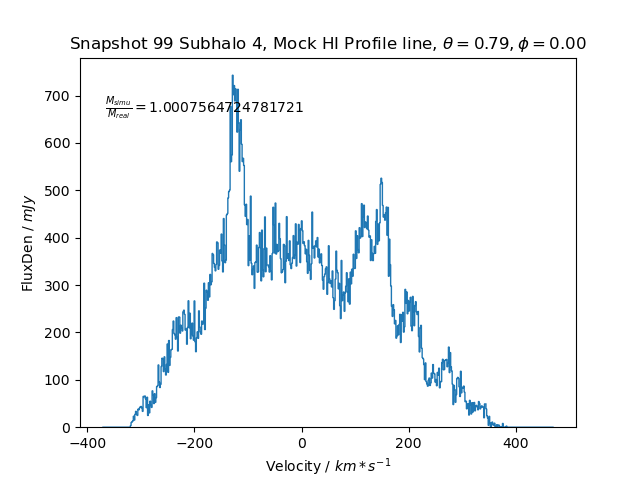 Snapshot 99 Subhalo 4, Mock HI Profile line, θ = 0.79, ϕ = 0.00
M_simu/M_real = 1.0007564724781721
FluxDen / mJy
700
600
500
400
300
200
100
0
−400 −200 0 200 400
Velocity / km * s⁻¹